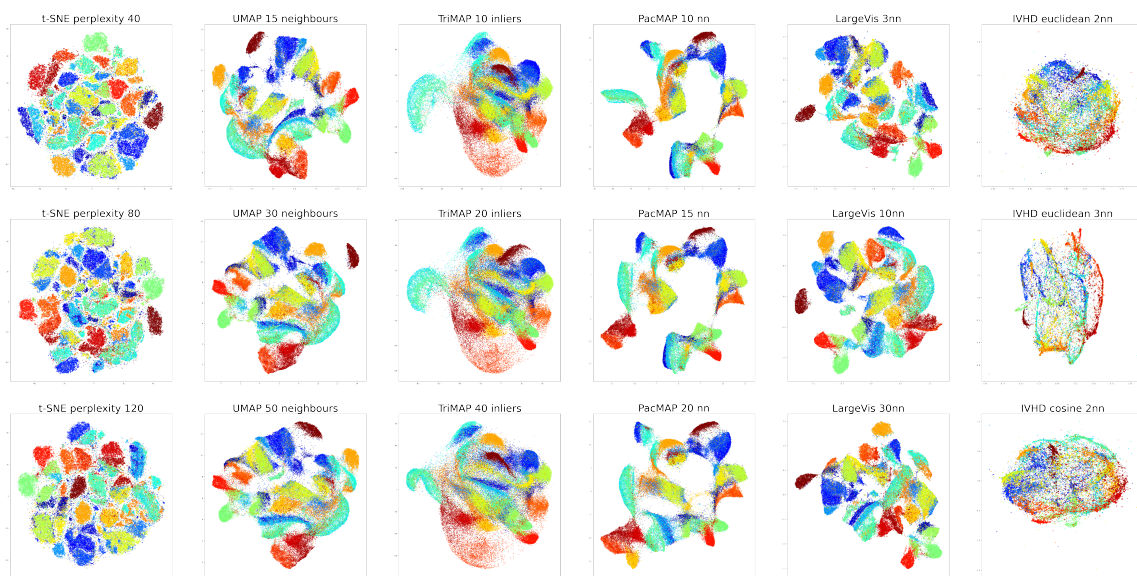 t-SNE perplexity 40
UMAP 15 neighbours
TriMAP 10 inliers
PacMAP 10 nn
LargeVis 3nn
IVHD euclidean 2nn
t-SNE perplexity 80
UMAP 30 neighbours
TriMAP 20 inliers
PacMAP 15 nn
LargeVis 10nn
IVHD euclidean 3nn
t-SNE perplexity 120
UMAP 50 neighbours
TriMAP 40 inliers
PacMAP 20 nn
LargeVis 30nn
IVHD cosine 2nn